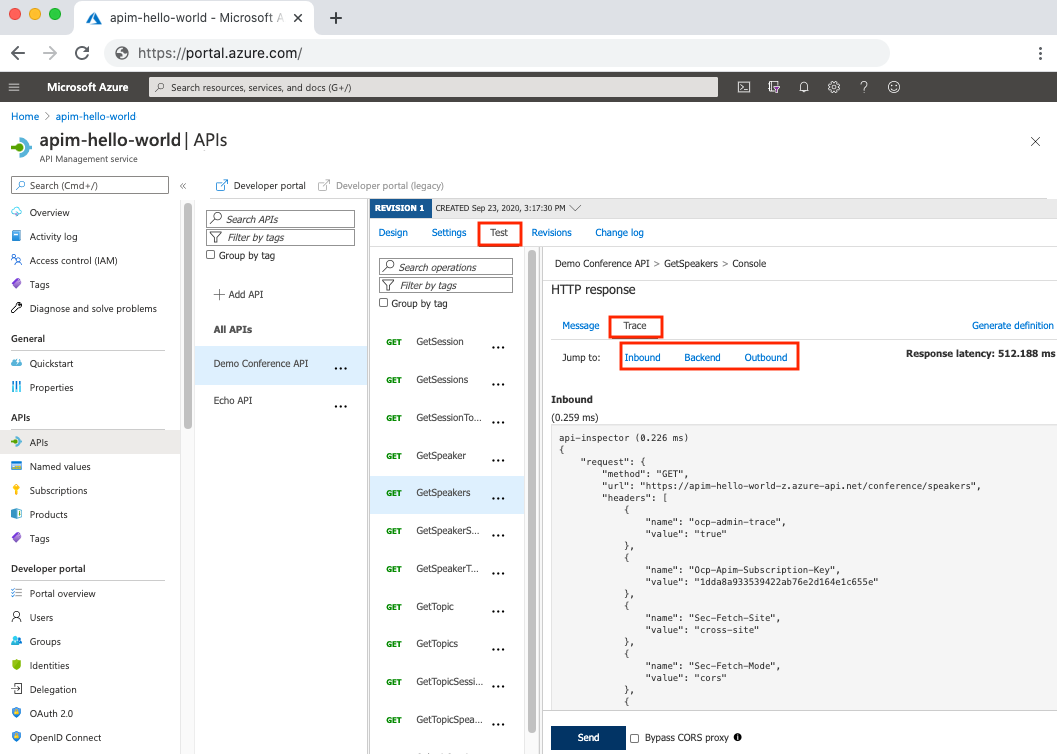 apim-hello-world - Microsoft A
https://portal.azure.com/
Microsoft Azure
Search resources, services, and docs (G+/)
Home > apim-hello-world
apim-hello-world | APIs
API Management service
Search (Cmd+/)
«
Overview
Activity log
Access control (IAM)
Tags
Diagnose and solve problems
General
Quickstart
Properties
APIs
APIs
Named values
Subscriptions
Products
Tags
Developer portal
Portal overview
Users
Groups
Identities
Delegation
OAuth 2.0
OpenID Connect
Developer portal
Developer portal (legacy)
Search APIs
Filter by tags
Group by tag
Add API
All APIs
Demo Conference API ...
Echo API ...
REVISION 1 CREATED Sep 23, 2020, 3:17:30 PM
Design Settings Test Revisions Change log
Search operations
Filter by tags
Group by tag
GET GetSession ...
GET GetSessions ...
GET GetSessionTo... ...
GET GetSpeaker ...
GET GetSpeakers ...
GET GetSpeakerS... ...
GET GetSpeakerT... ...
GET GetTopic ...
GET GetTopics ...
GET GetTopicSessi... ...
GET GetTopicSpea... ...
Demo Conference API > GetSpeakers > Console
HTTP response
Message Trace Generate definition
Jump to: Inbound Backend Outbound Response latency: 512.188 ms
Inbound
(0.259 ms)
api-inspector (0.226 ms)
{
"request": {
"method": "GET",
"url": "https://apim-hello-world-z.azure-api.net/conference/speakers",
"headers": [
{
"name": "ocp-admin-trace",
"value": "true"
},
{
"name": "Ocp-Apim-Subscription-Key",
"value": "1dda8a933539422ab76e2d164e1c655e"
},
{
"name": "Sec-Fetch-Site",
"value": "cross-site"
},
{
"name": "Sec-Fetch-Mode",
"value": "cors"
},
{
Send Bypass CORS proxy